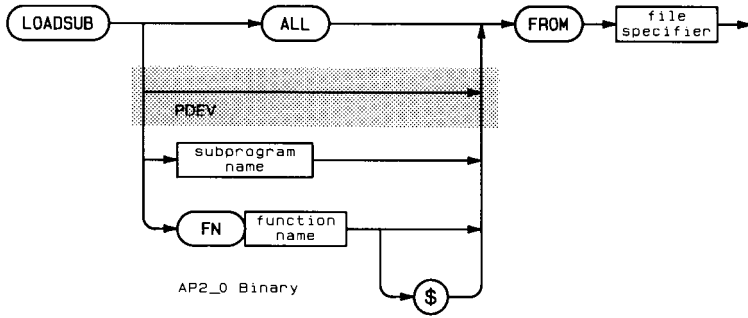 LOADSUB
ALL
FROM
file
specifier
PDEV
subprogram
name
FN
function
name
$
AP2_0 Binary